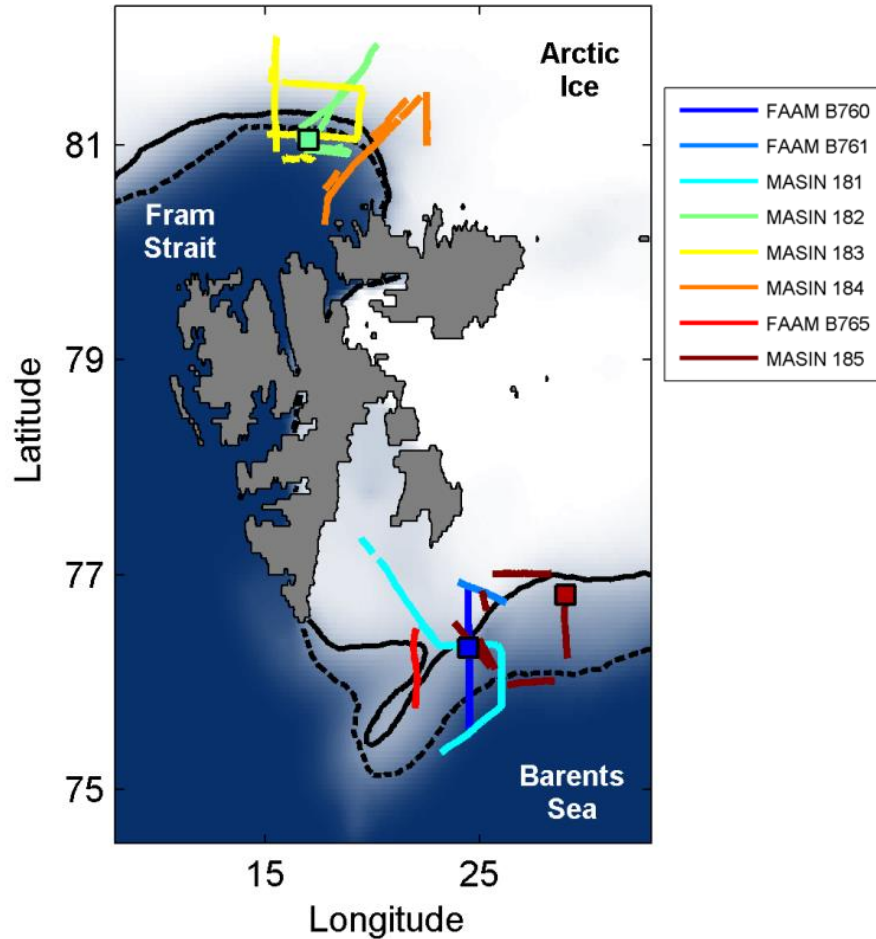 Arctic
Ice
81
Fram
Strait
79
Latitude
77
75
Barents
Sea
15
25
Longitude
FAAM B760
FAAM B761
MASIN 181
MASIN 182
MASIN 183
MASIN 184
FAAM B765
MASIN 185